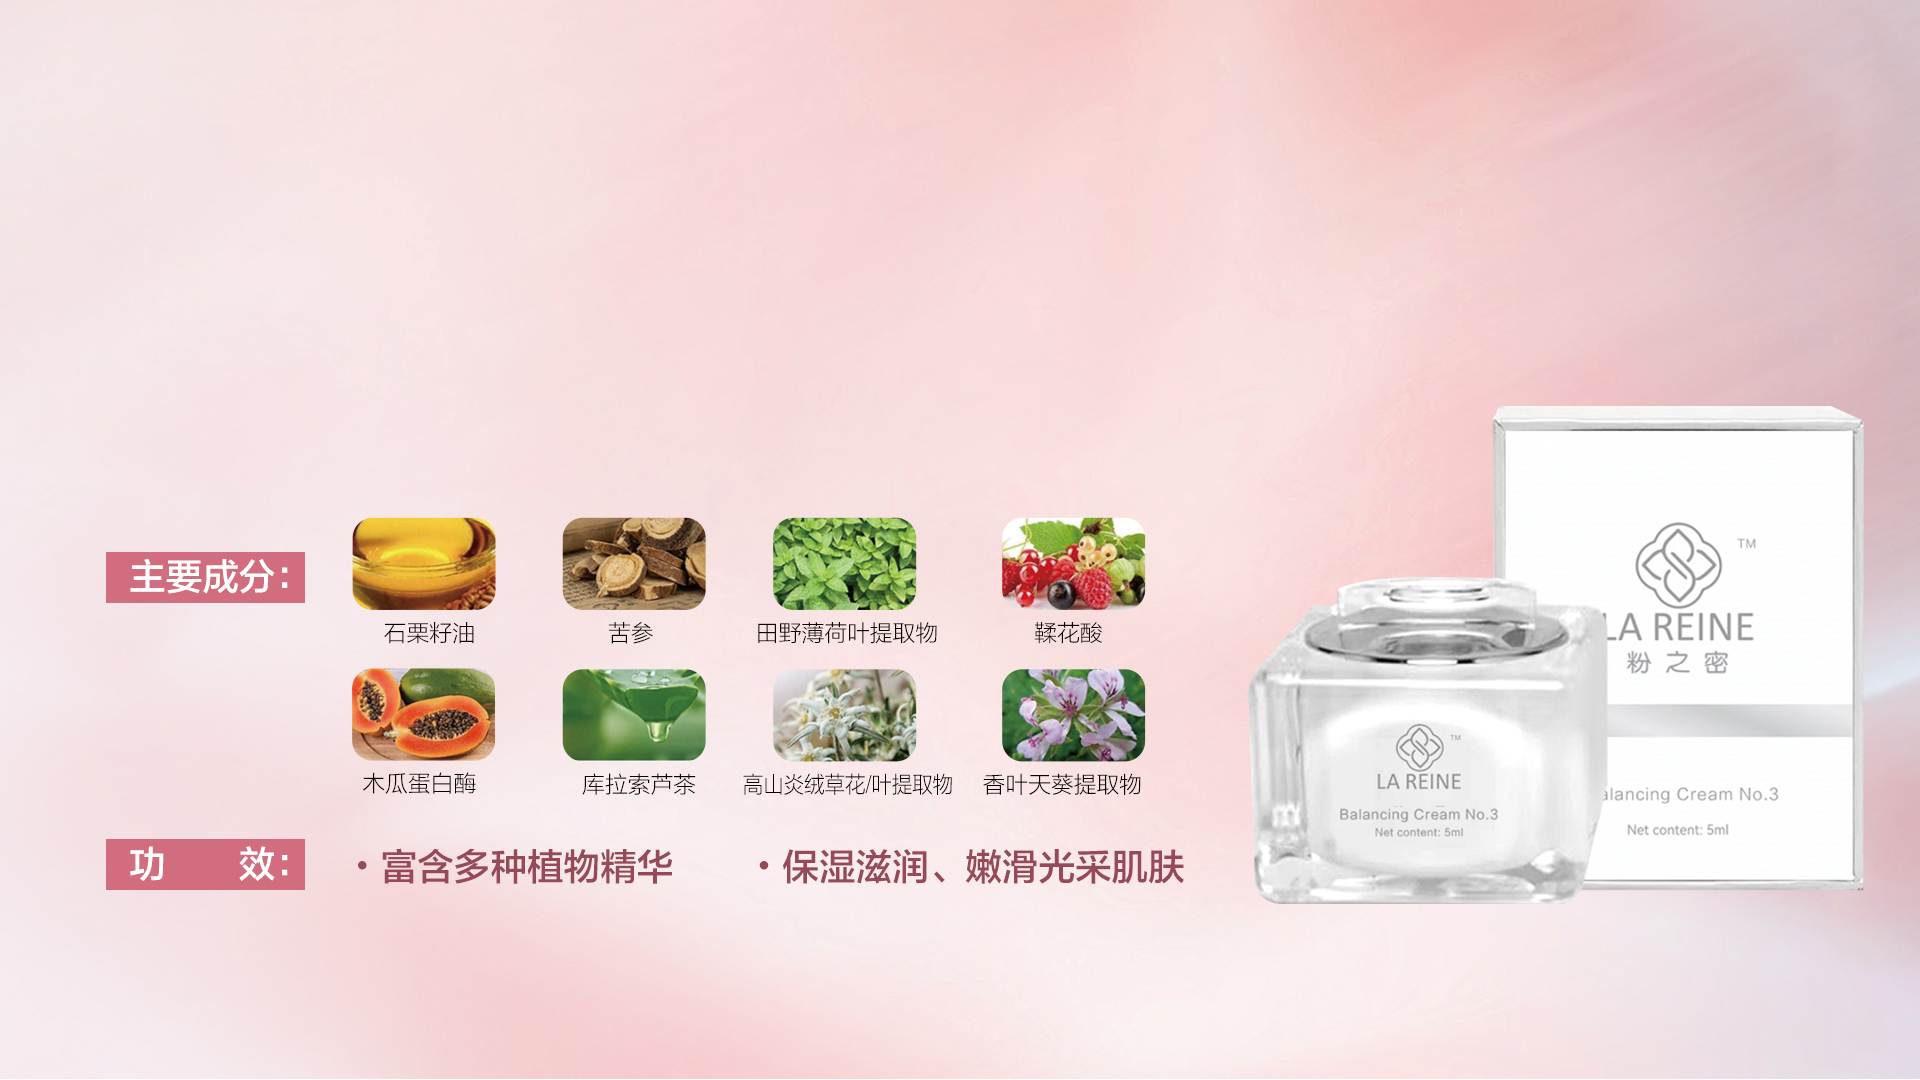 主要成分：
石栗籽油
苦参
田野薄荷叶提取物
鞣花酸
木瓜蛋白酶
库拉索芦荟
高山炎绒草花/叶提取物
香叶天葵提取物
功 效：
·富含多种植物精华
·保湿滋润、嫩滑光采肌肤
TM
LA REINE
粉之密
alancing Cream No.3
Net content: 5ml
TM
LA REINE
Balancing Cream No.3
Net content: 5ml